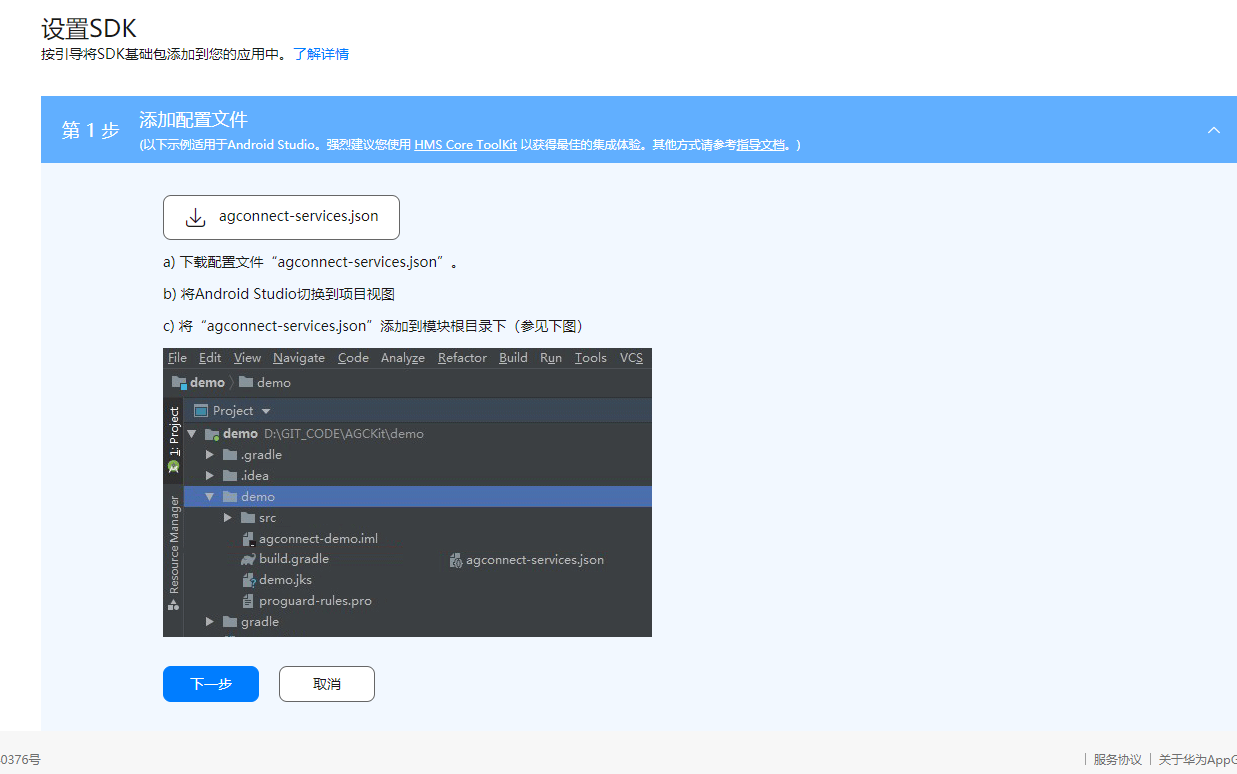 设置SDK
按引导将SDK基础包添加到您的应用中。了解详情
第 1 步
添加配置文件
(以下示例适用于Android Studio。强烈建议您使用 HMS Core ToolKit 以获得最佳的集成体验。其他方式请参考指导文档。)
agconnect-services.json
a) 下载配置文件“agconnect-services.json”。
b) 将Android Studio切换到项目视图
c) 将“agconnect-services.json”添加到模块根目录下（参见下图）
File Edit View Navigate Code Analyze Refactor Build Run Tools VCS
demo demo
1: Project
Resource Manager
Project
demo D:\GIT_CODE\AGCKit\demo
.gradle
.idea
demo
src
agconnect-demo.iml
build.gradle
agconnect-services.json
demo.jks
proguard-rules.pro
gradle
下一步 取消
0376号
服务协议 关于华为AppG